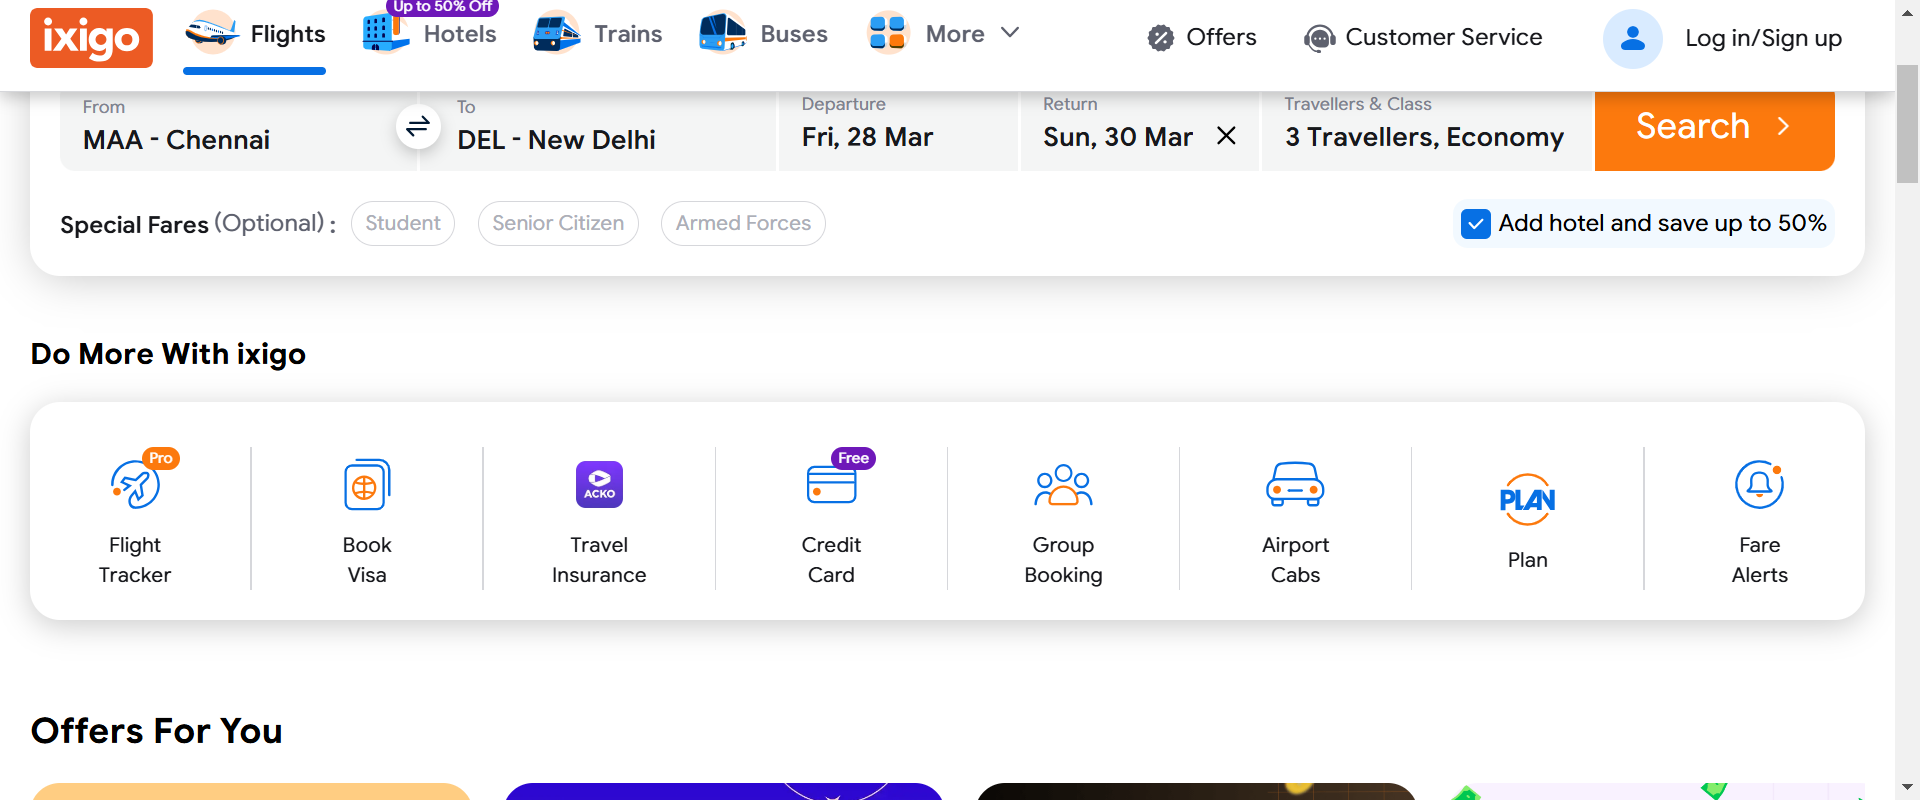 ixigo
Flights
Up to 50% Off
Hotels
Trains
Buses
More
Offers
Customer Service
Log in/Sign up
From
MAA - Chennai
To
DEL - New Delhi
Departure
Fri, 28 Mar
Return
Sun, 30 Mar
Travellers & Class
3 Travellers, Economy
Search
Special Fares (Optional) :
Student
Senior Citizen
Armed Forces
Add hotel and save up to 50%
Do More With ixigo
Pro
Flight
Tracker
Book
Visa
ACKO
Travel
Insurance
Free
Credit
Card
Group
Booking
Airport
Cabs
PLAN
Plan
Fare
Alerts
Offers For You